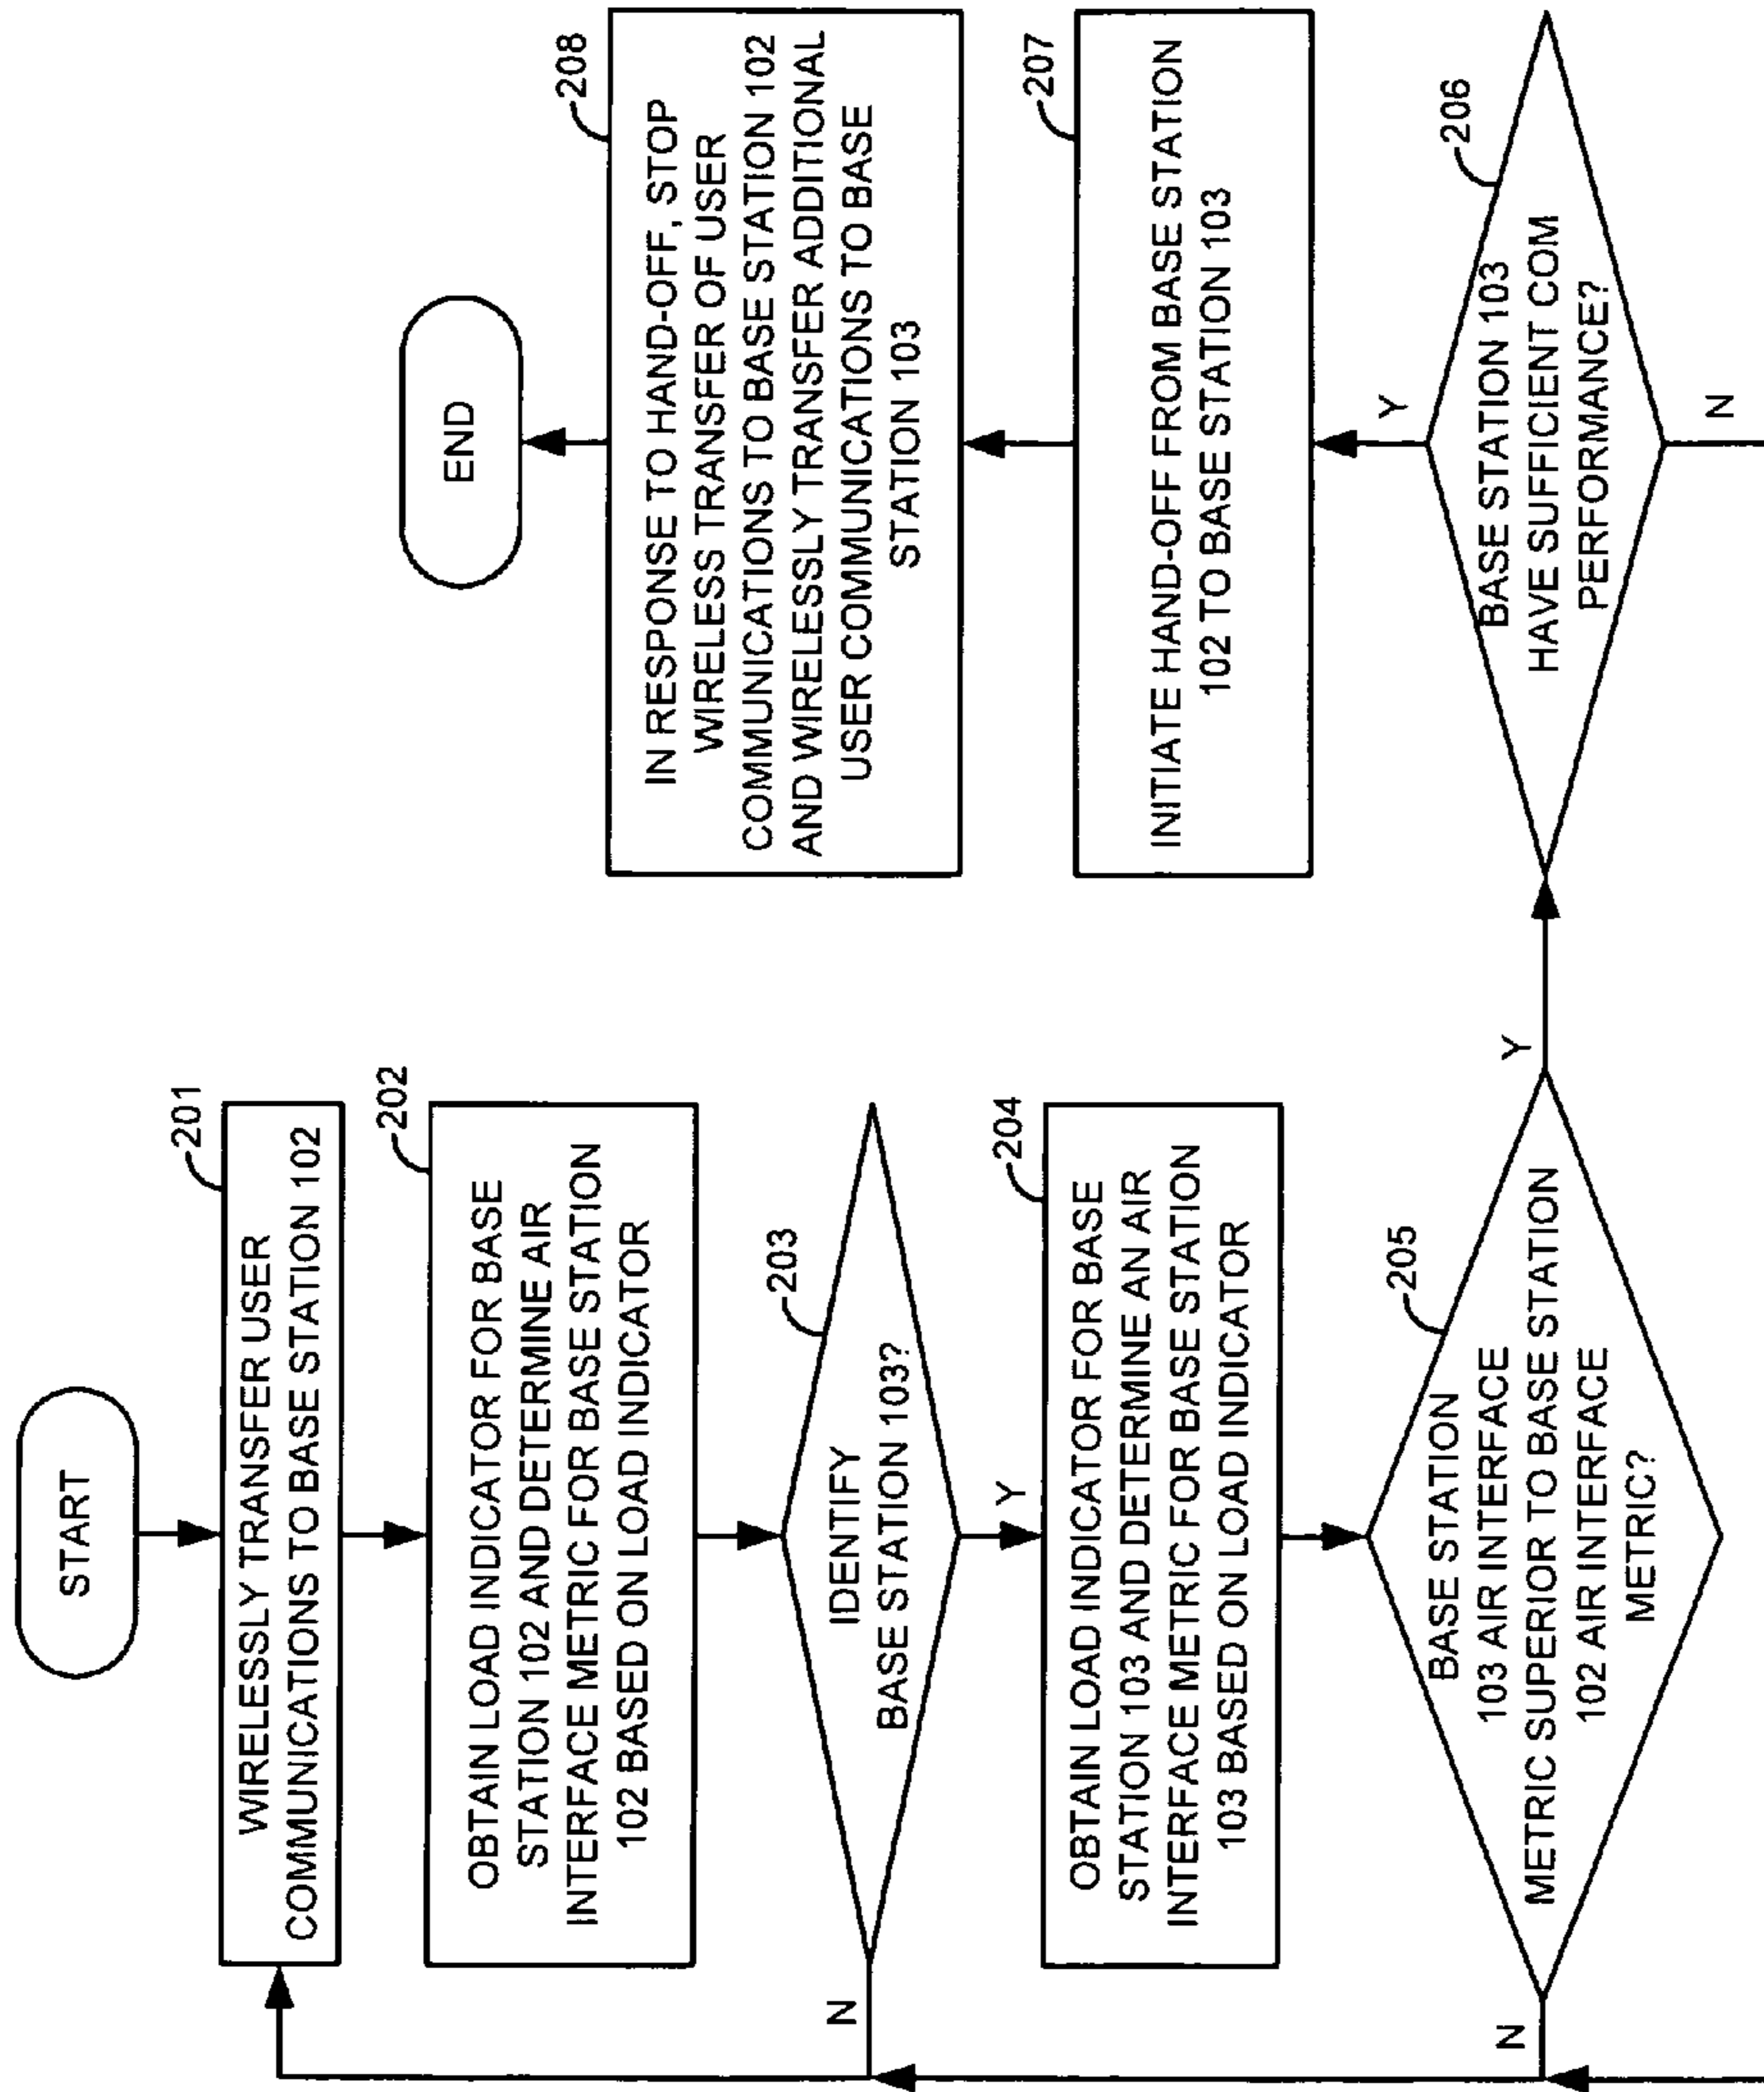 START
201
WIRELESSLY TRANSFER USER
COMMUNICATIONS TO BASE STATION 102
202
OBTAIN LOAD INDICATOR FOR BASE
STATION 102 AND DETERMINE AIR
INTERFACE METRIC FOR BASE STATION
102 BASED ON LOAD INDICATOR
203
IDENTIFY
BASE STATION 103?
N
Y
204
OBTAIN LOAD INDICATOR FOR BASE
STATION 103 AND DETERMINE AN AIR
INTERFACE METRIC FOR BASE STATION
103 BASED ON LOAD INDICATOR
205
BASE STATION
103 AIR INTERFACE
METRIC SUPERIOR TO BASE STATION
102 AIR INTERFACE
METRIC?
N
Y
206
BASE STATION 103
HAVE SUFFICIENT COM
PERFORMANCE?
N
Y
207
INITIATE HAND-OFF FROM BASE STATION
102 TO BASE STATION 103
208
IN RESPONSE TO HAND-OFF, STOP
WIRELESS TRANSFER OF USER
COMMUNICATIONS TO BASE STATION 102
AND WIRELESSLY TRANSFER ADDITIONAL
USER COMMUNICATIONS TO BASE
STATION 103
END